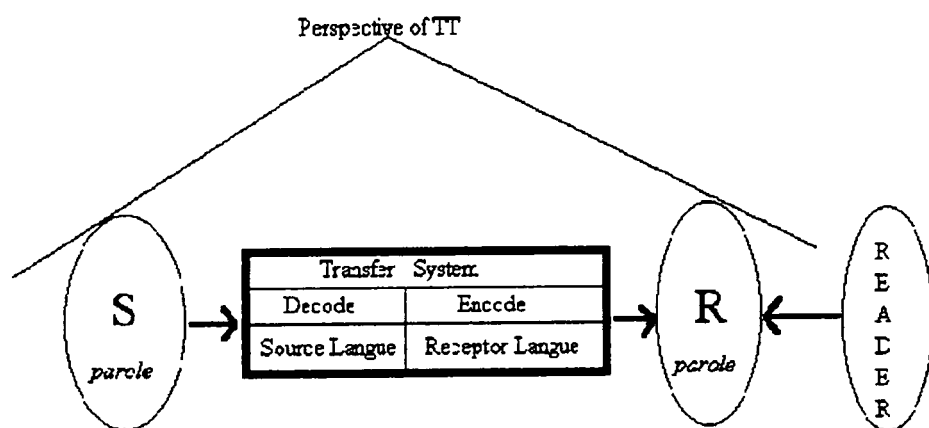 Perspective of TT
S
parole
Transfer System
Decode Encode
Source Langue Receptor Langue
R
parole
R
E
A
D
E
R